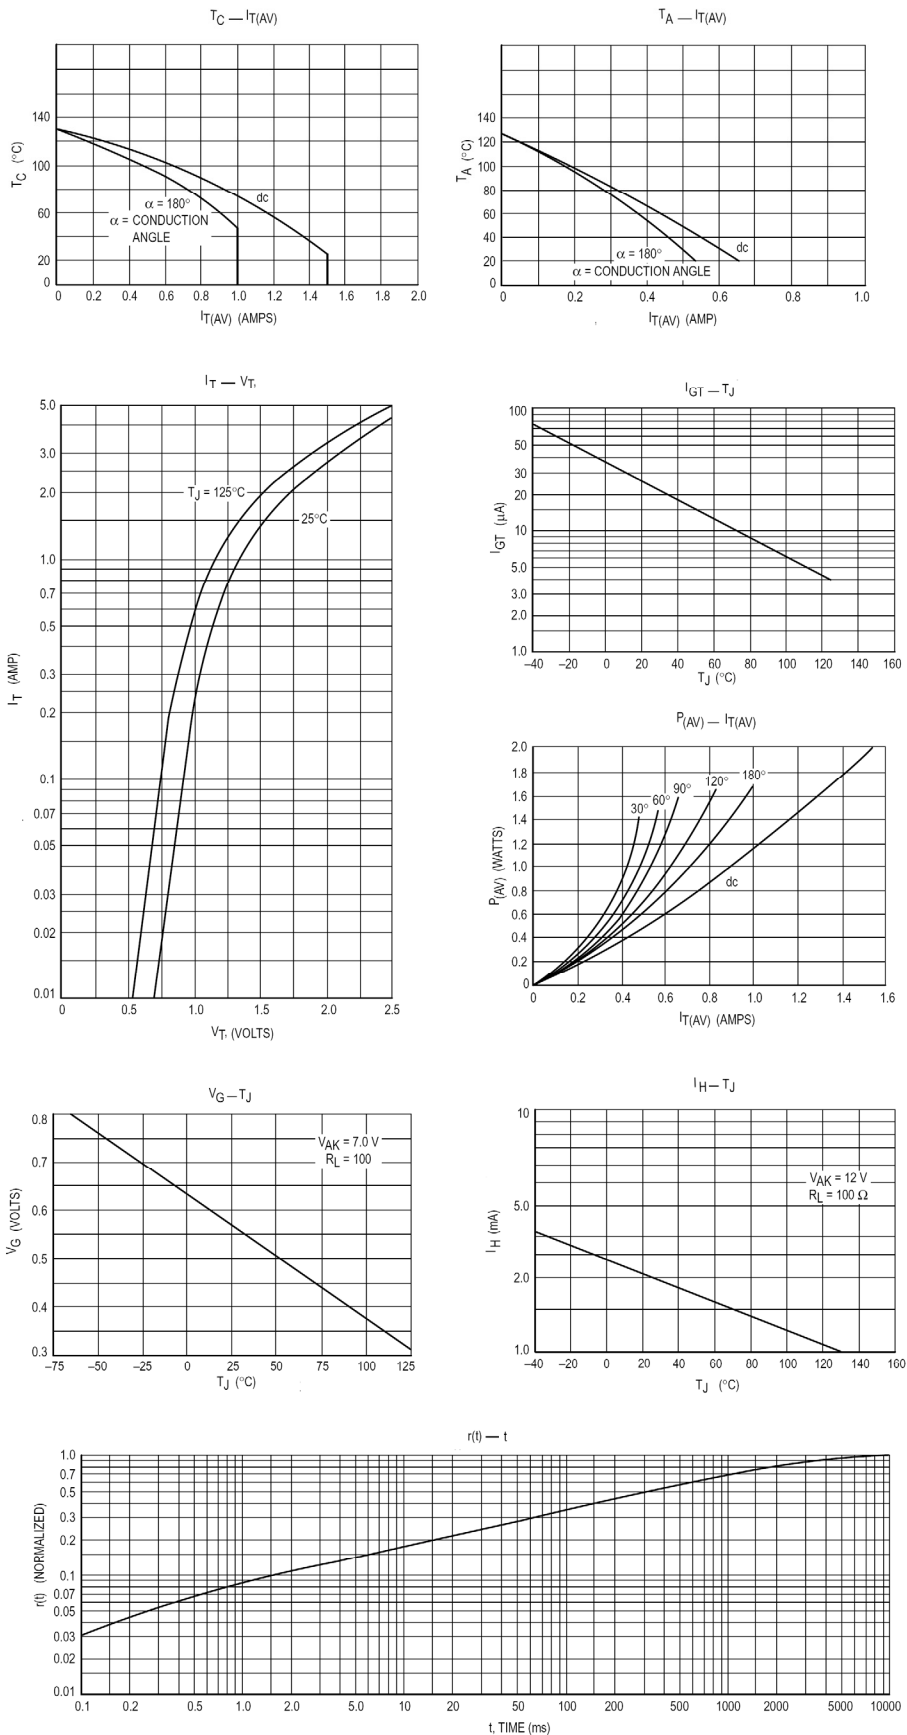 TC — IT(AV)
140
100
60
20
0
TC (°C)
α = 180°
α = CONDUCTION
ANGLE
dc
0 0.2 0.4 0.6 0.8 1.0 1.2 1.4 1.6 1.8 2.0
IT(AV) (AMPS)
TA — IT(AV)
140
120
100
80
60
40
20
0
TA (°C)
α = 180°
α = CONDUCTION ANGLE
dc
0 0.2 0.4 0.6 0.8 1.0
IT(AV) (AMP)
IT — VT,
5.0
3.0
2.0
1.0
0.7
0.5
0.3
0.2
0.1
0.07
0.05
0.03
0.02
0.01
IT (AMP)
TJ = 125°C
25°C
0 0.5 1.0 1.5 2.0 2.5
VT, (VOLTS)
IGT — TJ
100
50
30
20
10
5.0
3.0
2.0
1.0
IGT (μA)
–40 –20 0 20 40 60 80 100 120 140 160
TJ (°C)
P(AV) — IT(AV)
2.0
1.8
1.6
1.4
1.2
1.0
0.8
0.6
0.4
0.2
0
P(AV) (WATTS)
30° 60° 90° 120° 180°
dc
0 0.2 0.4 0.6 0.8 1.0 1.2 1.4 1.6
IT(AV) (AMPS)
VG — TJ
0.8
0.7
0.6
0.5
0.4
0.3
VG (VOLTS)
VAK = 7.0 V
RL = 100
–75 –50 –25 0 25 50 75 100 125
TJ (°C)
IH — TJ
10
5.0
2.0
1.0
IH (mA)
VAK = 12 V
RL = 100 Ω
–40 –20 0 20 40 60 80 100 120 140 160
TJ (°C)
r(t) — t
1.0
0.7
0.5
0.3
0.2
0.1
0.07
0.05
0.03
0.02
0.01
r(t) (NORMALIZED)
0.1 0.2 0.5 1.0 2.0 5.0 10 20 50 100 200 500 1000 2000 5000 10000
t, TIME (ms)